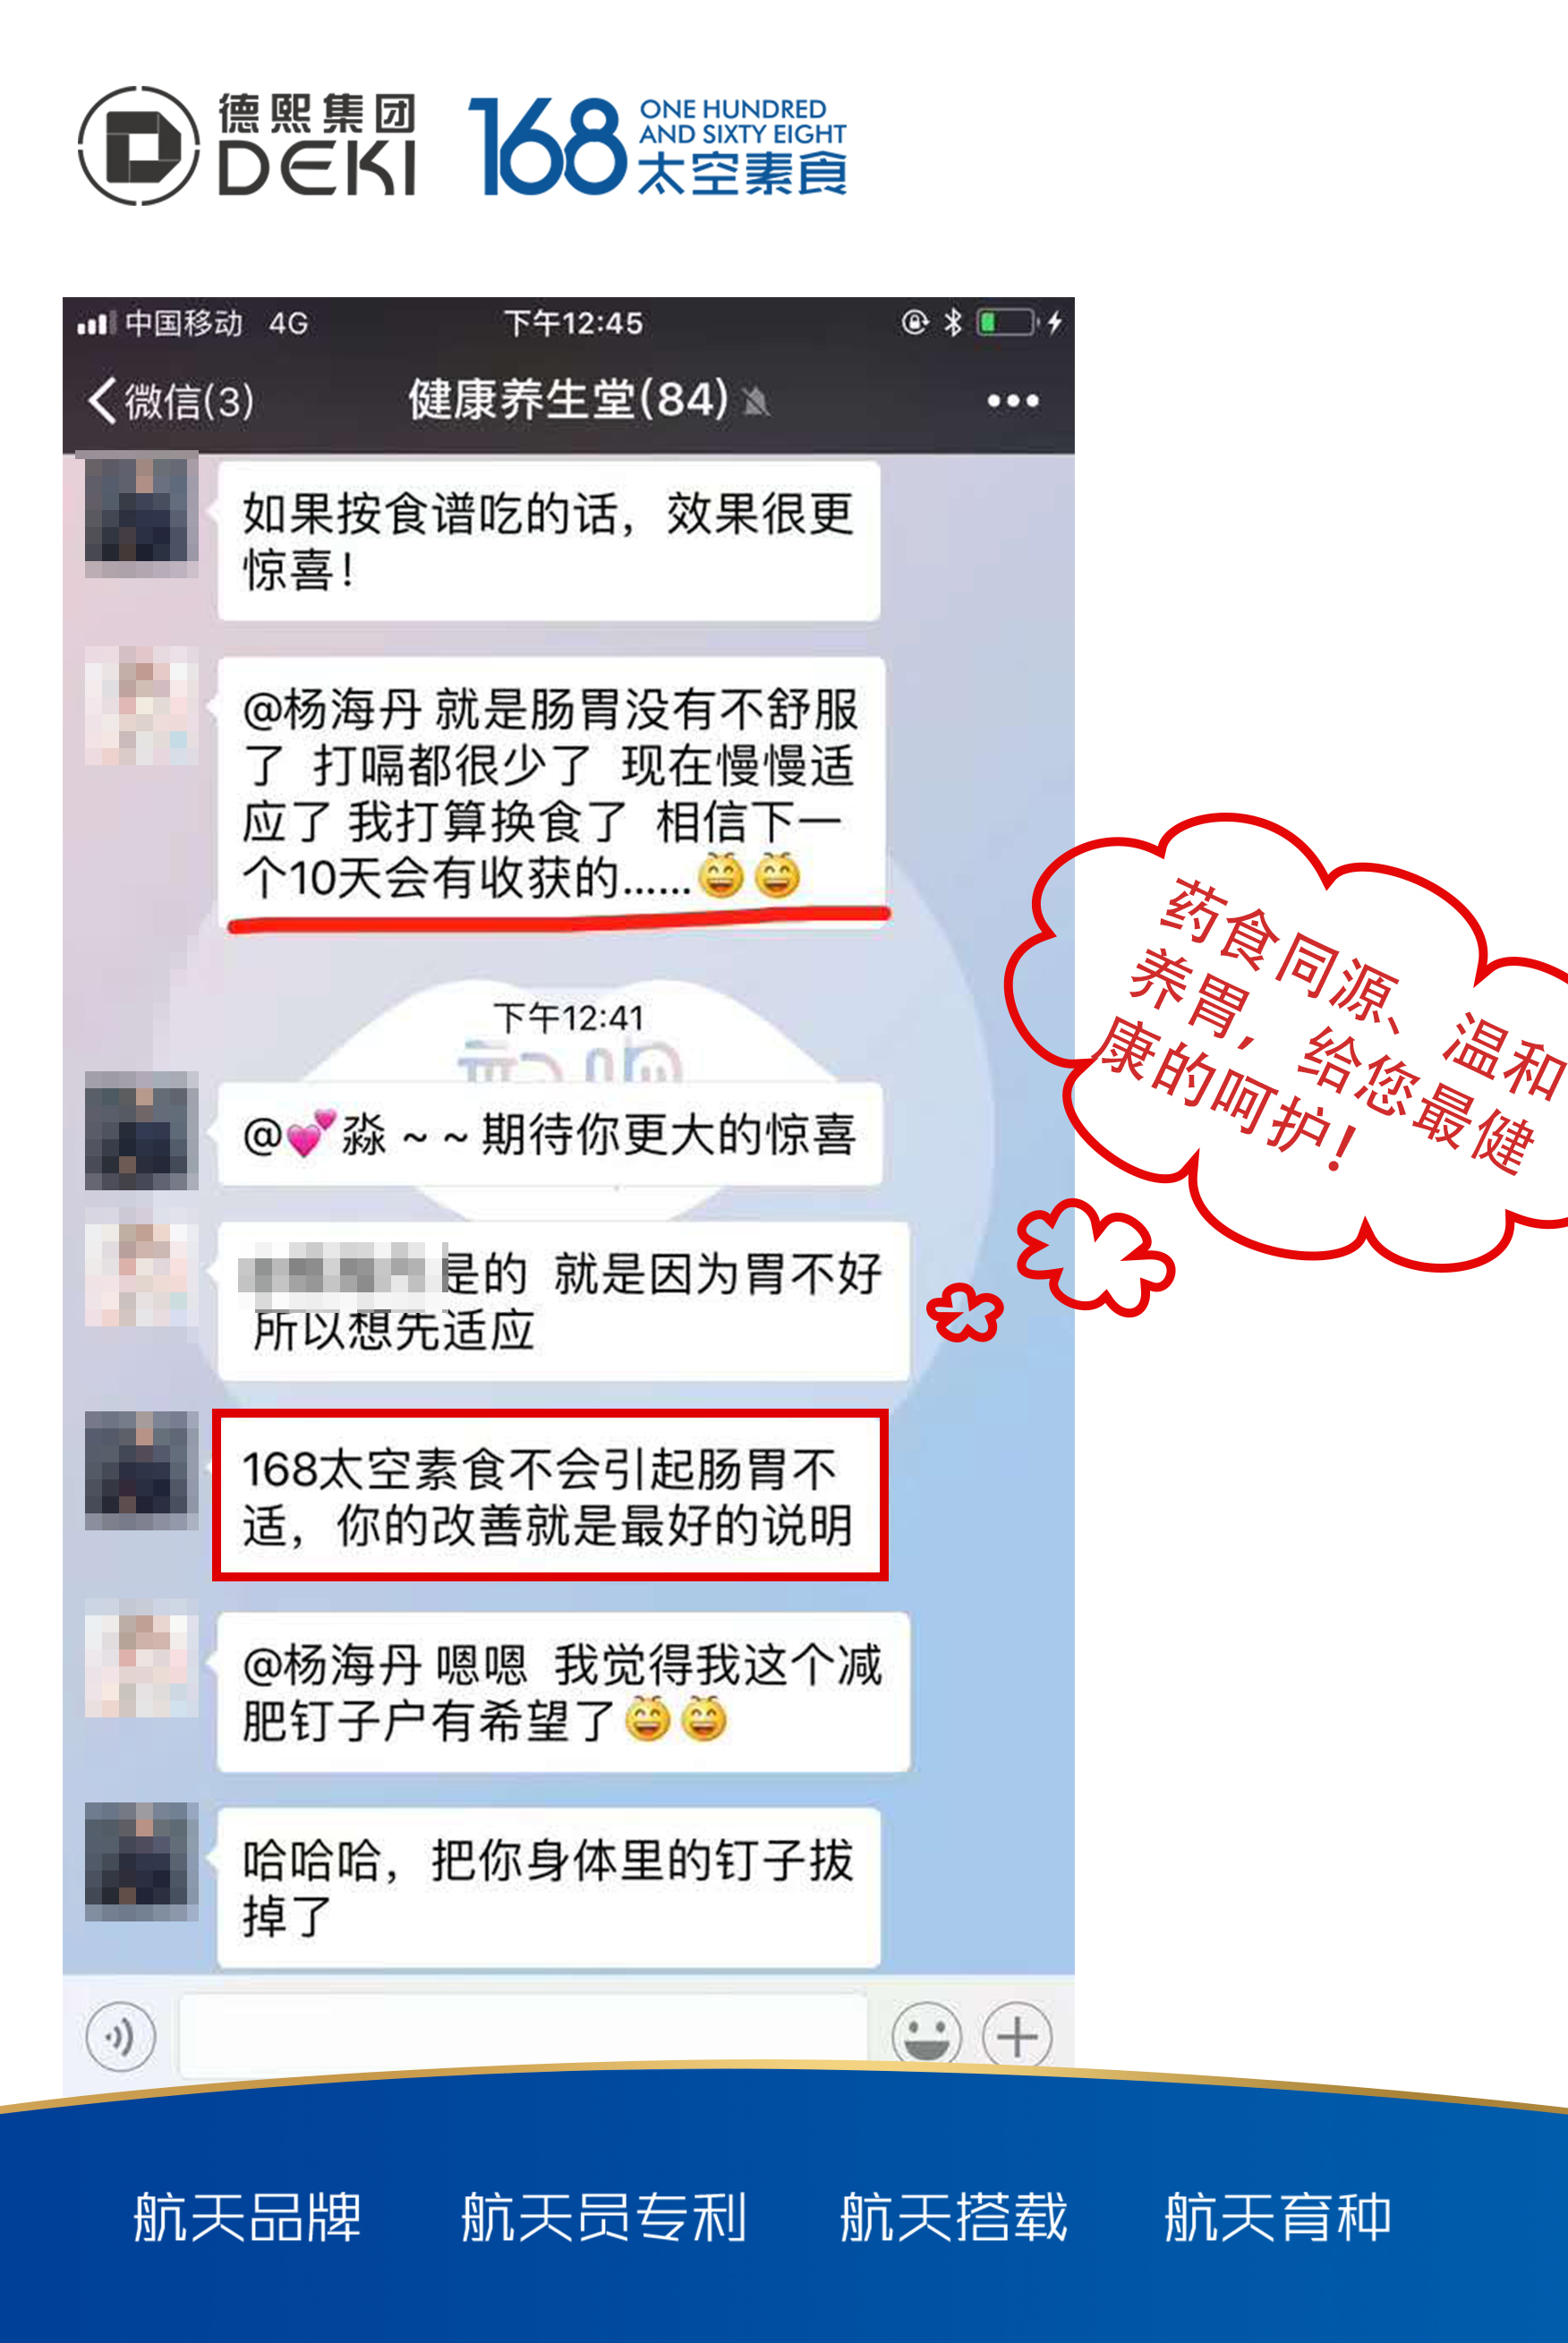 德熙集团
DEKI
168
ONE HUNDRED
AND SIXTY EIGHT
太空素食
中国移动 4G 下午12:45
微信(3) 健康养生堂(84)
如果按食谱吃的话，效果很更
惊喜！
@杨海丹 就是肠胃没有不舒服
了 打嗝都很少了 现在慢慢适
应了 我打算换食了 相信下一
个10天会有收获的……😄😄
下午12:41
@💕淼 ~ ~ 期待你更大的惊喜
是的 就是因为胃不好
所以想先适应
168太空素食不会引起肠胃不
适，你的改善就是最好的说明
@杨海丹 嗯嗯 我觉得我这个减
肥钉子户有希望了😄😄
哈哈哈，把你身体里的钉子拔
掉了
药食同源、温和
养胃，给您最健
康的呵护！
航天品牌 航天员专利 航天搭载 航天育种